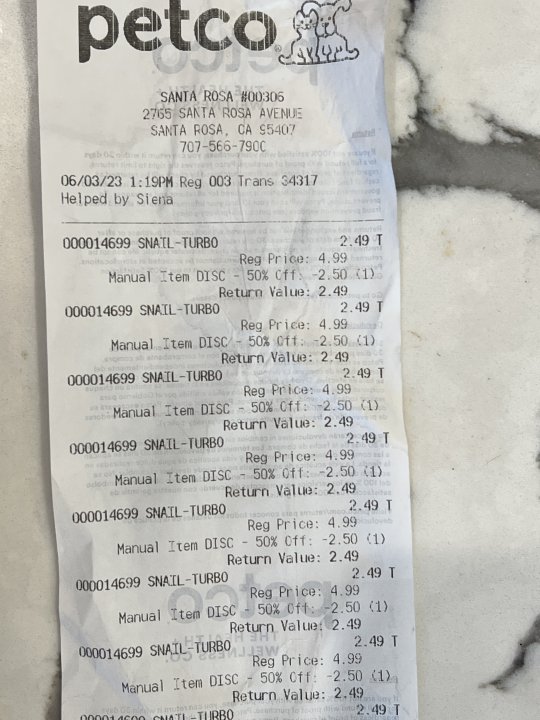 petco
SANTA ROSA #00306
2765 SANTA ROSA AVENUE
SANTA ROSA, CA 95407
707-566-7900
06/03/23 1:19PM Reg 003 Trans 34317
Helped by Siena
000014699 SNAIL-TURBO 2.49 T
Reg Price: 4.99
Manual Item DISC - 50% Off: -2.50 (1)
Return Value: 2.49
000014699 SNAIL-TURBO 2.49 T
Reg Price: 4.99
Manual Item DISC - 50% Off: -2.50 (1)
Return Value: 2.49
000014699 SNAIL-TURBO 2.49 T
Reg Price: 4.99
Manual Item DISC - 50% Off: -2.50 (1)
Return Value: 2.49
000014699 SNAIL-TURBO 2.49 T
Reg Price: 4.99
Manual Item DISC - 50% Off: -2.50 (1)
Return Value: 2.49
000014699 SNAIL-TURBO 2.49 T
Reg Price: 4.99
Manual Item DISC - 50% Off: -2.50 (1)
Return Value: 2.49
000014699 SNAIL-TURBO 2.49 T
Reg Price: 4.99
Manual Item DISC - 50% Off: -2.50 (1)
Return Value: 2.49
000014699 SNAIL-TURBO 2.49 T
Reg Price: 4.99
Manual Item DISC - 50% Off: -2.50 (1)
Return Value: 2.49
000014699 SNAIL-TURBO 2.49 T